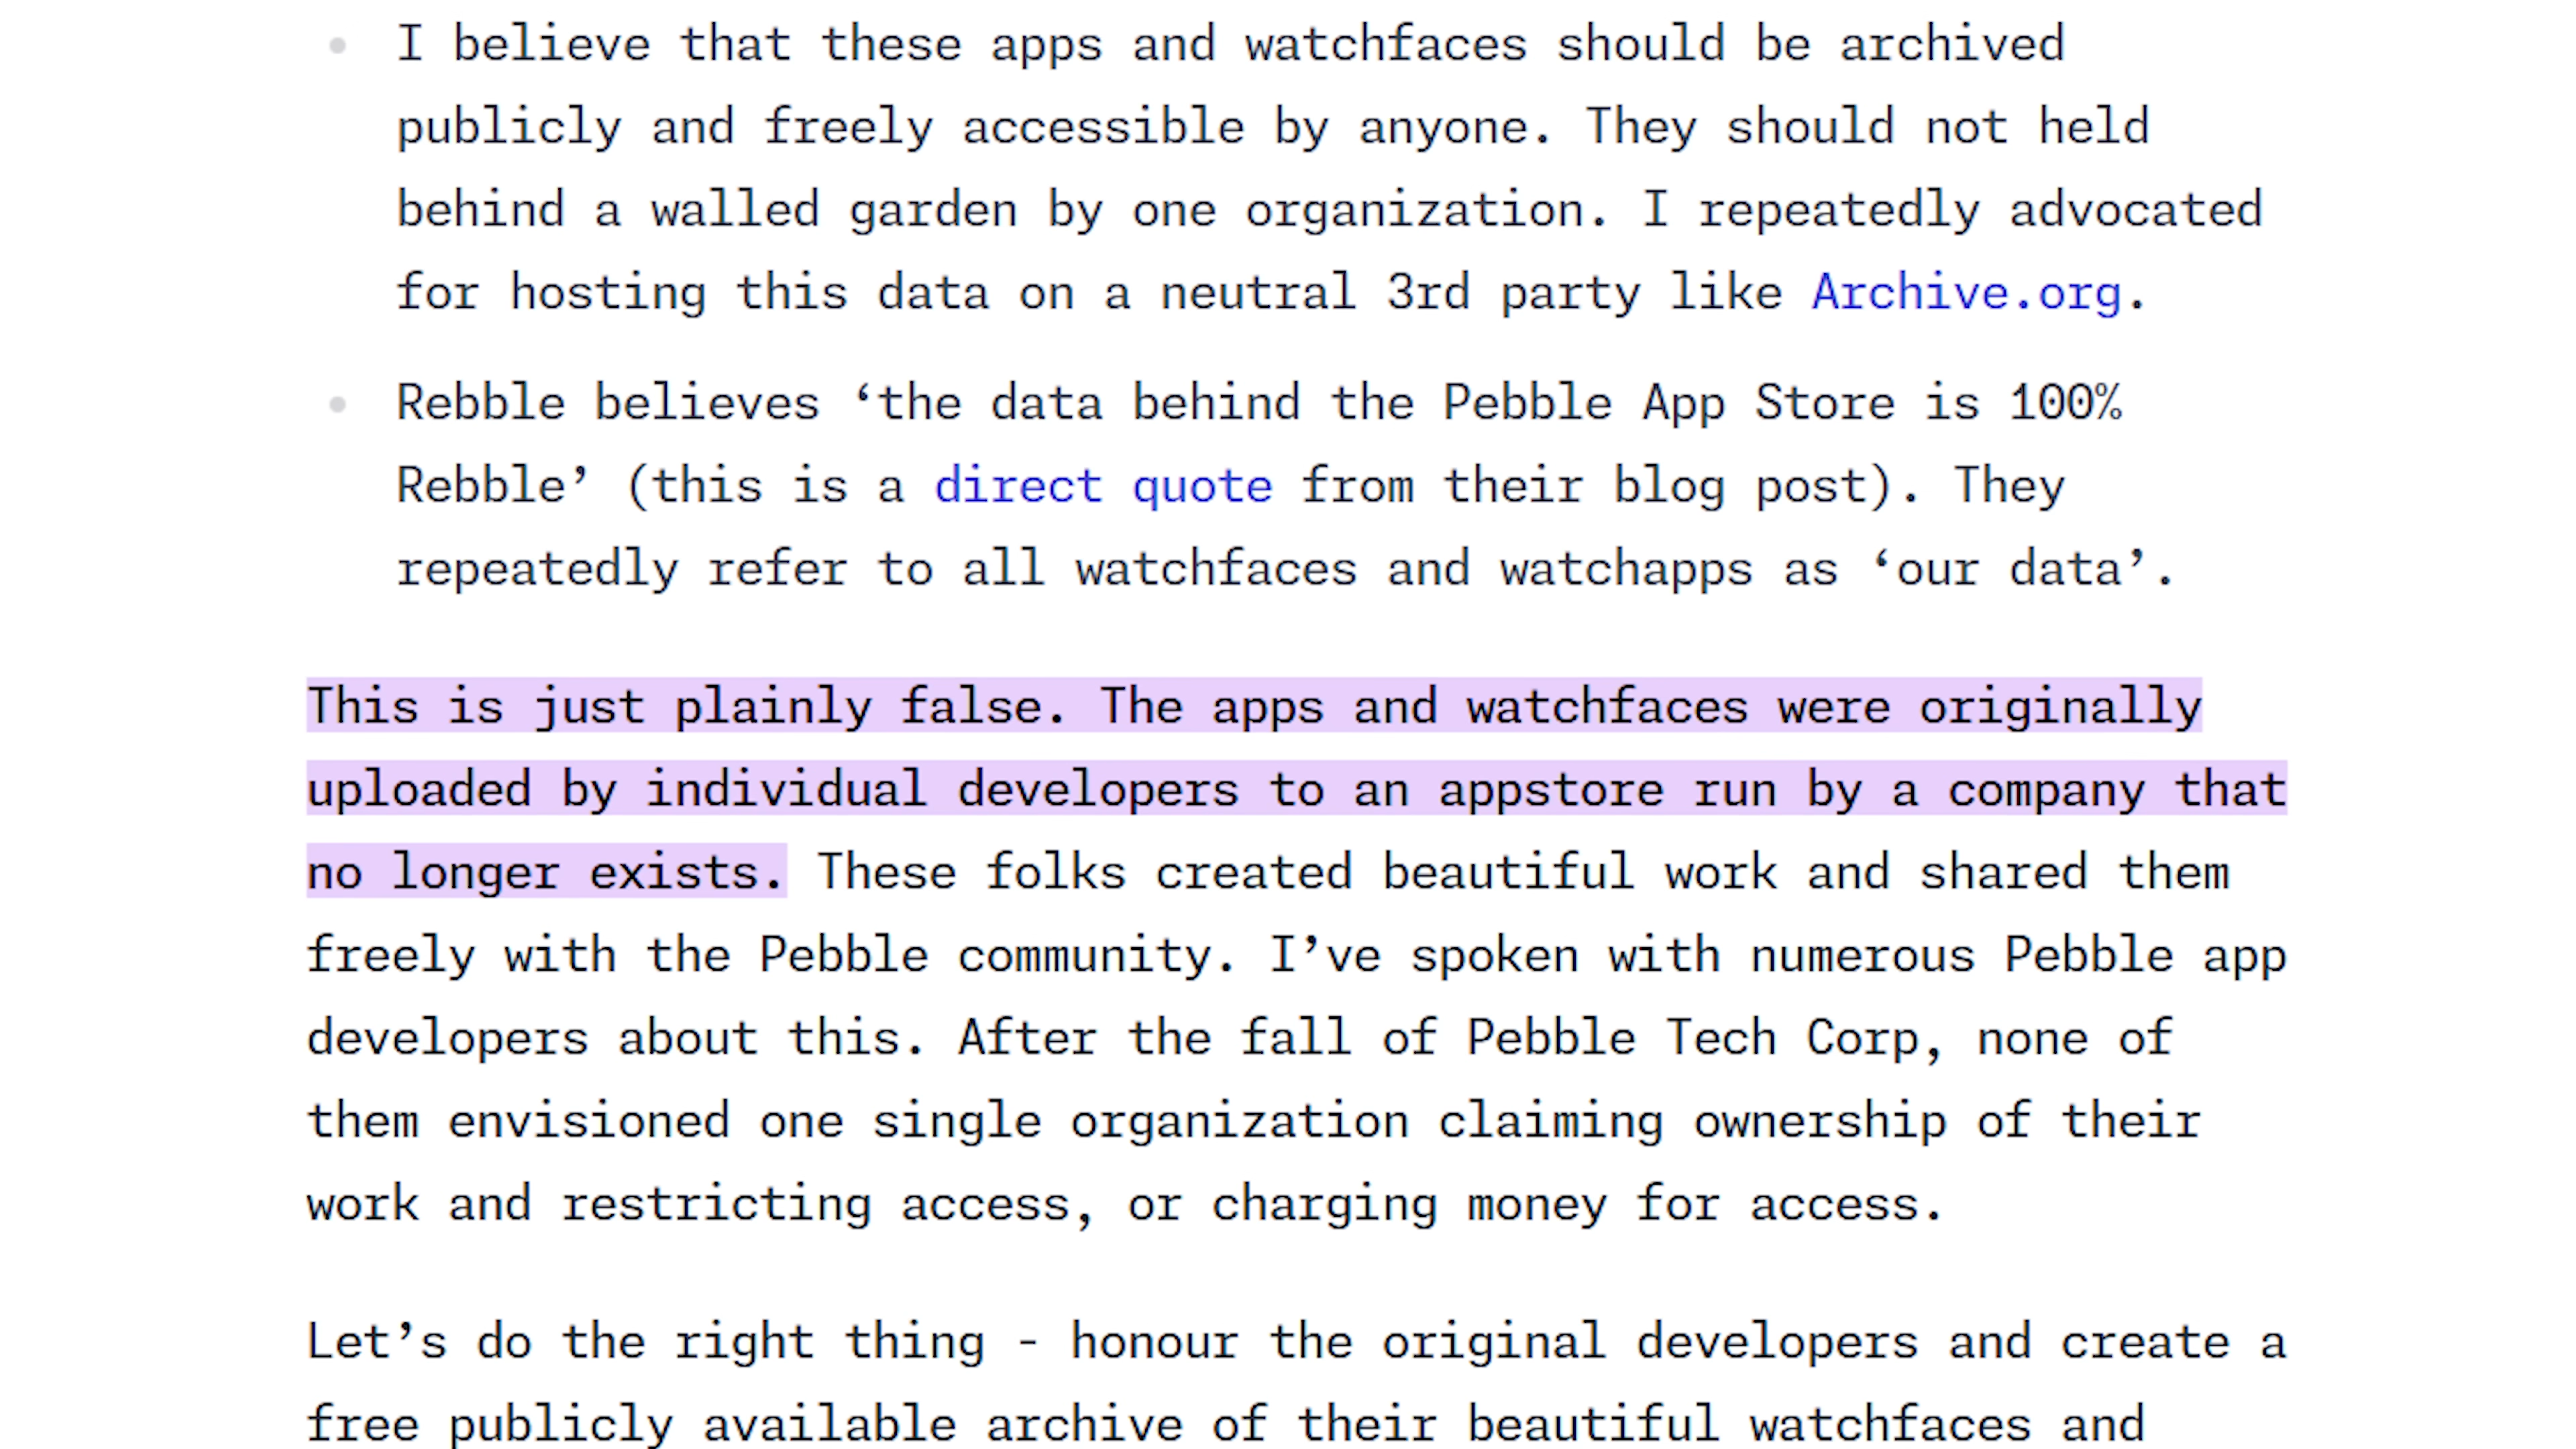 I believe that these apps and watchfaces should be archived
publicly and freely accessible by anyone. They should not held
behind a walled garden by one organization. I repeatedly advocated
for hosting this data on a neutral 3rd party like Archive.org.
Rebble believes ‘the data behind the Pebble App Store is 100%
Rebble’ (this is a direct quote from their blog post). They
repeatedly refer to all watchfaces and watchapps as ‘our data’.
This is just plainly false. The apps and watchfaces were originally
uploaded by individual developers to an appstore run by a company that
no longer exists. These folks created beautiful work and shared them
freely with the Pebble community. I’ve spoken with numerous Pebble app
developers about this. After the fall of Pebble Tech Corp, none of
them envisioned one single organization claiming ownership of their
work and restricting access, or charging money for access.
Let’s do the right thing - honour the original developers and create a
free publicly available archive of their beautiful watchfaces and